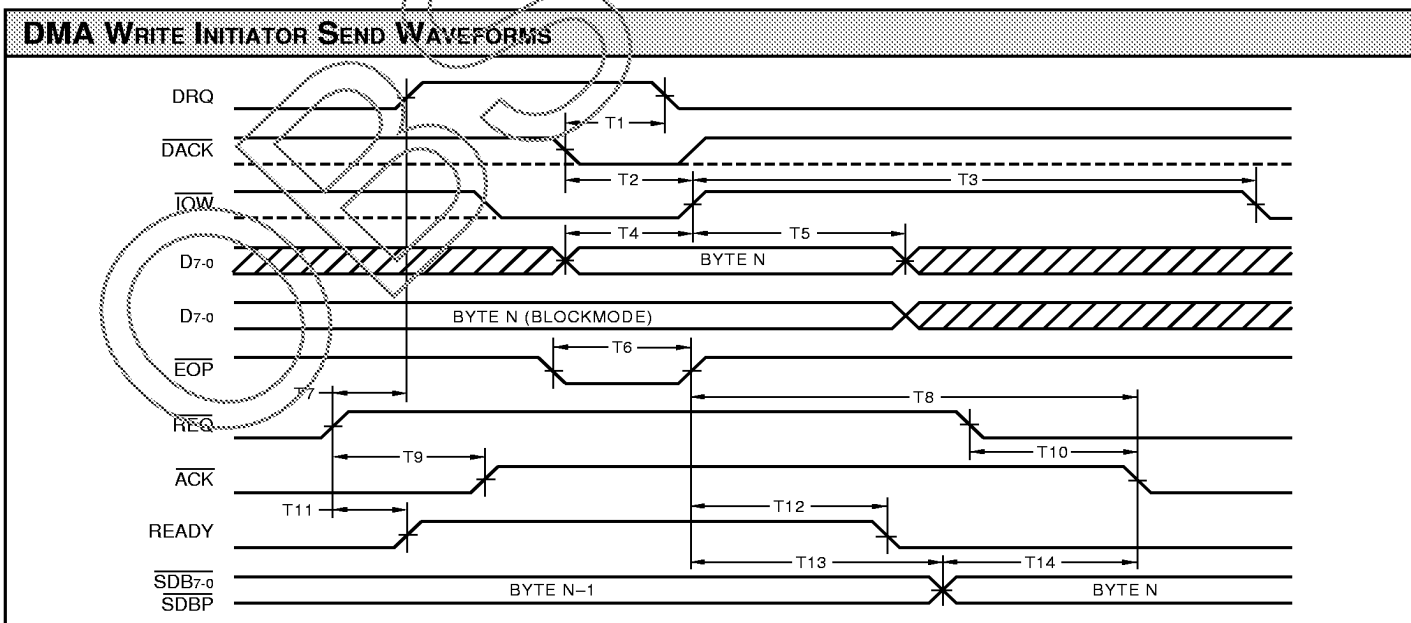 DMA WRITE INITIATOR SEND WAVEFORMS
DRQ
T1
DACK
T2
T3
IOW
T4
T5
D7-0
BYTE N
D7-0
BYTE N (BLOCKMODE)
T6
EOP
T7
T8
REQ
T9
T10
ACK
T11
T12
READY
T13
T14
SDB7-0
SDBP
BYTE N–1
BYTE N